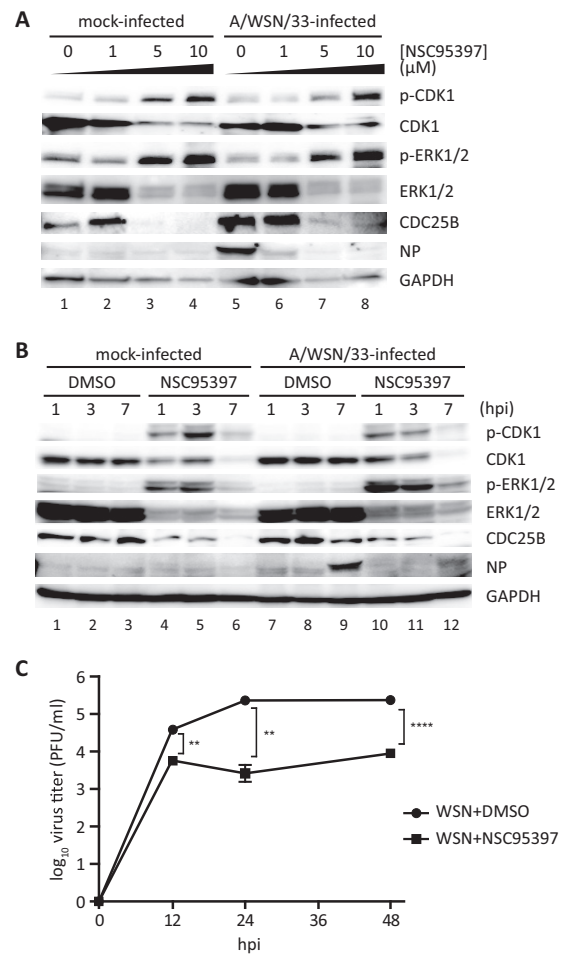 A
mock-infected A/WSN/33-infected
0 1 5 10 0 1 5 10 [NSC95397]
(μM)
p-CDK1
CDK1
p-ERK1/2
ERK1/2
CDC25B
NP
GAPDH
1 2 3 4 5 6 7 8
B
mock-infected A/WSN/33-infected
DMSO NSC95397 DMSO NSC95397
1 3 7 1 3 7 1 3 7 1 3 7 (hpi)
p-CDK1
CDK1
p-ERK1/2
ERK1/2
CDC25B
NP
GAPDH
1 2 3 4 5 6 7 8 9 10 11 12
C
log10 virus titer (PFU/ml)
6
5
4
3
2
1
0
**
**
****
WSN+DMSO
WSN+NSC95397
0 12 24 36 48
hpi